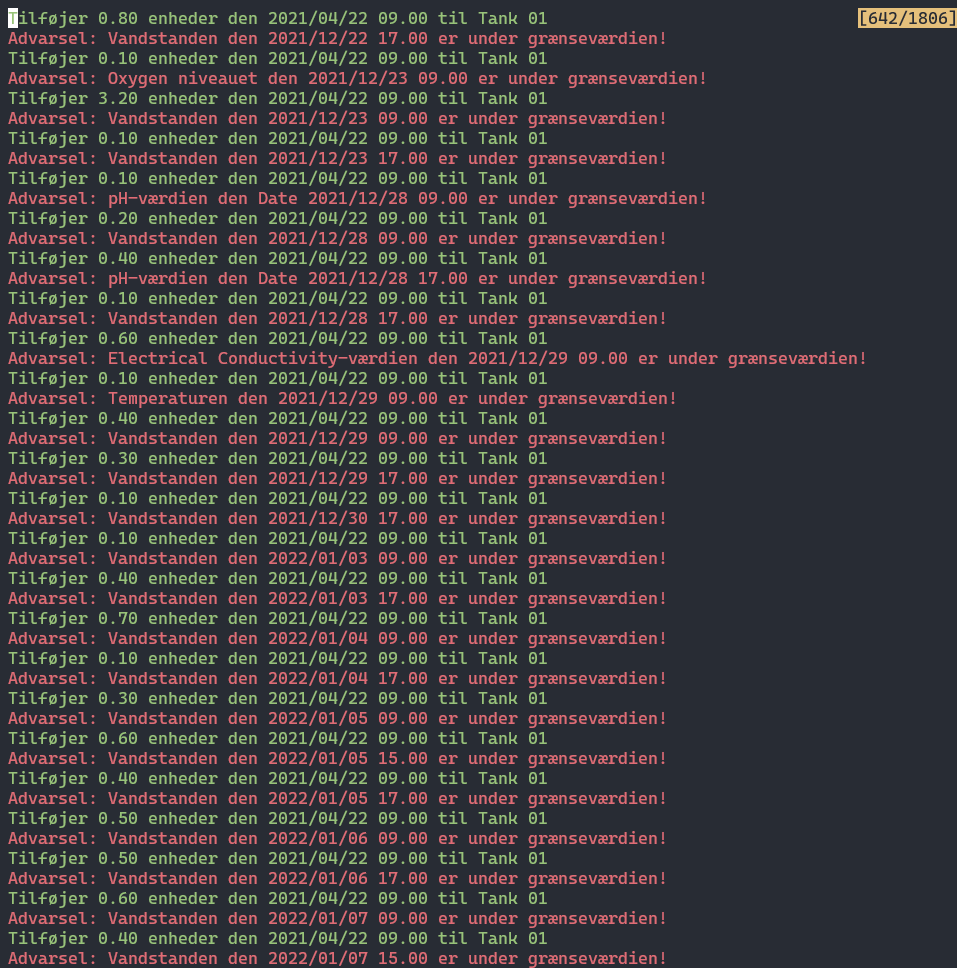 Tilføjer 0.80 enheder den 2021/04/22 09.00 til Tank 01 [642/1806]
Advarsel: Vandstanden den 2021/12/22 17.00 er under grænseværdien!
Tilføjer 0.10 enheder den 2021/04/22 09.00 til Tank 01
Advarsel: Oxygen niveauet den 2021/12/23 09.00 er under grænseværdien!
Tilføjer 3.20 enheder den 2021/04/22 09.00 til Tank 01
Advarsel: Vandstanden den 2021/12/23 09.00 er under grænseværdien!
Tilføjer 0.10 enheder den 2021/04/22 09.00 til Tank 01
Advarsel: Vandstanden den 2021/12/23 17.00 er under grænseværdien!
Tilføjer 0.10 enheder den 2021/04/22 09.00 til Tank 01
Advarsel: pH-værdien den Date 2021/12/28 09.00 er under grænseværdien!
Tilføjer 0.20 enheder den 2021/04/22 09.00 til Tank 01
Advarsel: Vandstanden den 2021/12/28 09.00 er under grænseværdien!
Tilføjer 0.40 enheder den 2021/04/22 09.00 til Tank 01
Advarsel: pH-værdien den Date 2021/12/28 17.00 er under grænseværdien!
Tilføjer 0.10 enheder den 2021/04/22 09.00 til Tank 01
Advarsel: Vandstanden den 2021/12/28 17.00 er under grænseværdien!
Tilføjer 0.60 enheder den 2021/04/22 09.00 til Tank 01
Advarsel: Electrical Conductivity-værdien den 2021/12/29 09.00 er under grænseværdien!
Tilføjer 0.10 enheder den 2021/04/22 09.00 til Tank 01
Advarsel: Temperaturen den 2021/12/29 09.00 er under grænseværdien!
Tilføjer 0.40 enheder den 2021/04/22 09.00 til Tank 01
Advarsel: Vandstanden den 2021/12/29 09.00 er under grænseværdien!
Tilføjer 0.30 enheder den 2021/04/22 09.00 til Tank 01
Advarsel: Vandstanden den 2021/12/29 17.00 er under grænseværdien!
Tilføjer 0.10 enheder den 2021/04/22 09.00 til Tank 01
Advarsel: Vandstanden den 2021/12/30 17.00 er under grænseværdien!
Tilføjer 0.10 enheder den 2021/04/22 09.00 til Tank 01
Advarsel: Vandstanden den 2022/01/03 09.00 er under grænseværdien!
Tilføjer 0.40 enheder den 2021/04/22 09.00 til Tank 01
Advarsel: Vandstanden den 2022/01/03 17.00 er under grænseværdien!
Tilføjer 0.70 enheder den 2021/04/22 09.00 til Tank 01
Advarsel: Vandstanden den 2022/01/04 09.00 er under grænseværdien!
Tilføjer 0.10 enheder den 2021/04/22 09.00 til Tank 01
Advarsel: Vandstanden den 2022/01/04 17.00 er under grænseværdien!
Tilføjer 0.30 enheder den 2021/04/22 09.00 til Tank 01
Advarsel: Vandstanden den 2022/01/05 09.00 er under grænseværdien!
Tilføjer 0.60 enheder den 2021/04/22 09.00 til Tank 01
Advarsel: Vandstanden den 2022/01/05 15.00 er under grænseværdien!
Tilføjer 0.40 enheder den 2021/04/22 09.00 til Tank 01
Advarsel: Vandstanden den 2022/01/05 17.00 er under grænseværdien!
Tilføjer 0.50 enheder den 2021/04/22 09.00 til Tank 01
Advarsel: Vandstanden den 2022/01/06 09.00 er under grænseværdien!
Tilføjer 0.50 enheder den 2021/04/22 09.00 til Tank 01
Advarsel: Vandstanden den 2022/01/06 17.00 er under grænseværdien!
Tilføjer 0.60 enheder den 2021/04/22 09.00 til Tank 01
Advarsel: Vandstanden den 2022/01/07 09.00 er under grænseværdien!
Tilføjer 0.40 enheder den 2021/04/22 09.00 til Tank 01
Advarsel: Vandstanden den 2022/01/07 15.00 er under grænseværdien!